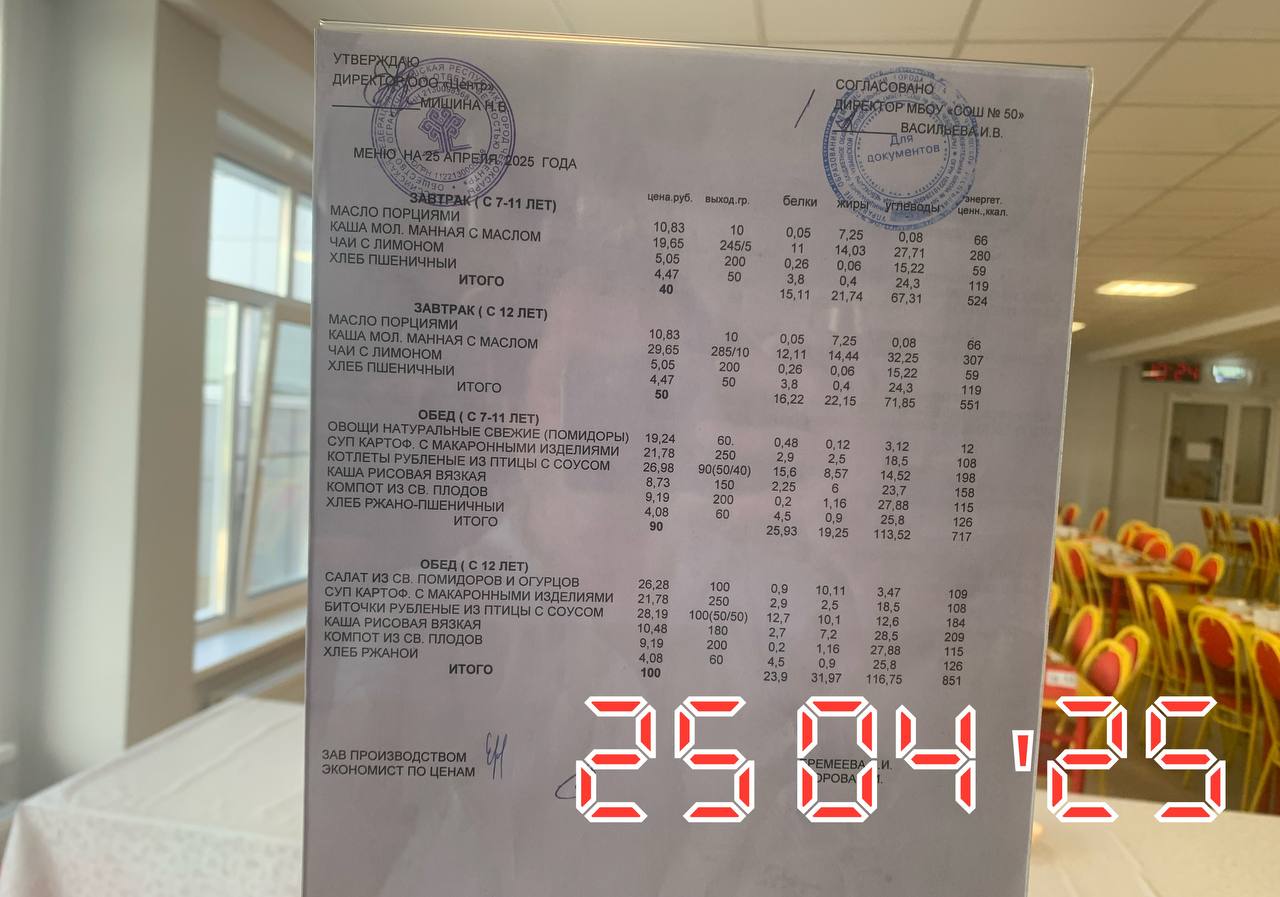 УТВЕРЖДАЮ
ДИРЕКТОР ООО «Центр»
МИШИНА Н.В
СОГЛАСОВАНО
ДИРЕКТОР МБОУ «СОШ № 50»
ВАСИЛЬЕВА И.В.
Для
документов
МЕНЮ НА 25 АПРЕЛЯ 2025 ГОДА
ЗАВТРАК ( С 7-11 ЛЕТ) цена.руб. выход.гр. белки жиры углеводы энергет. ценн.,ккал.
МАСЛО ПОРЦИЯМИ 10,83 10 0,05 7,25 0,08 66
КАША МОЛ. МАННАЯ С МАСЛОМ 19,65 245/5 11 14,03 27,71 280
ЧАИ С ЛИМОНОМ 5,05 200 0,26 0,06 15,22 59
ХЛЕБ ПШЕНИЧНЫЙ 4,47 50 3,8 0,4 24,3 119
ИТОГО 40 15,11 21,74 67,31 524
ЗАВТРАК ( С 12 ЛЕТ)
МАСЛО ПОРЦИЯМИ 10,83 10 0,05 7,25 0,08 66
КАША МОЛ. МАННАЯ С МАСЛОМ 29,65 285/10 12,11 14,44 32,25 307
ЧАИ С ЛИМОНОМ 5,05 200 0,26 0,06 15,22 59
ХЛЕБ ПШЕНИЧНЫЙ 4,47 50 3,8 0,4 24,3 119
ИТОГО 50 16,22 22,15 71,85 551
ОБЕД ( С 7-11 ЛЕТ)
ОВОЩИ НАТУРАЛЬНЫЕ СВЕЖИЕ (ПОМИДОРЫ) 19,24 60. 0,48 0,12 3,12 12
СУП КАРТОФ. С МАКАРОННЫМИ ИЗДЕЛИЯМИ 21,78 250 2,9 2,5 18,5 108
КОТЛЕТЫ РУБЛЕНЫЕ ИЗ ПТИЦЫ С СОУСОМ 26,98 90(50/40) 15,6 8,57 14,52 198
КАША РИСОВАЯ ВЯЗКАЯ 8,73 150 2,25 6 23,7 158
КОМПОТ ИЗ СВ. ПЛОДОВ 9,19 200 0,2 1,16 27,88 115
ХЛЕБ РЖАНО-ПШЕНИЧНЫЙ 4,08 60 4,5 0,9 25,8 126
ИТОГО 90 25,93 19,25 113,52 717
ОБЕД ( С 12 ЛЕТ)
САЛАТ ИЗ СВ. ПОМИДОРОВ И ОГУРЦОВ 26,28 100 0,9 10,11 3,47 109
СУП КАРТОФ. С МАКАРОННЫМИ ИЗДЕЛИЯМИ 21,78 250 2,9 2,5 18,5 108
БИТОЧКИ РУБЛЕНЫЕ ИЗ ПТИЦЫ С СОУСОМ 28,19 100(50/50) 12,7 10,1 12,6 184
КАША РИСОВАЯ ВЯЗКАЯ 10,48 180 2,7 7,2 28,5 209
КОМПОТ ИЗ СВ. ПЛОДОВ 9,19 200 0,2 1,16 27,88 115
ХЛЕБ РЖАНОИ 4,08 60 4,5 0,9 25,8 126
ИТОГО 100 23,9 31,97 116,75 851
ЗАВ ПРОИЗВОДСТВОМ
ЭКОНОМИСТ ПО ЦЕНАМ
25 04 '25